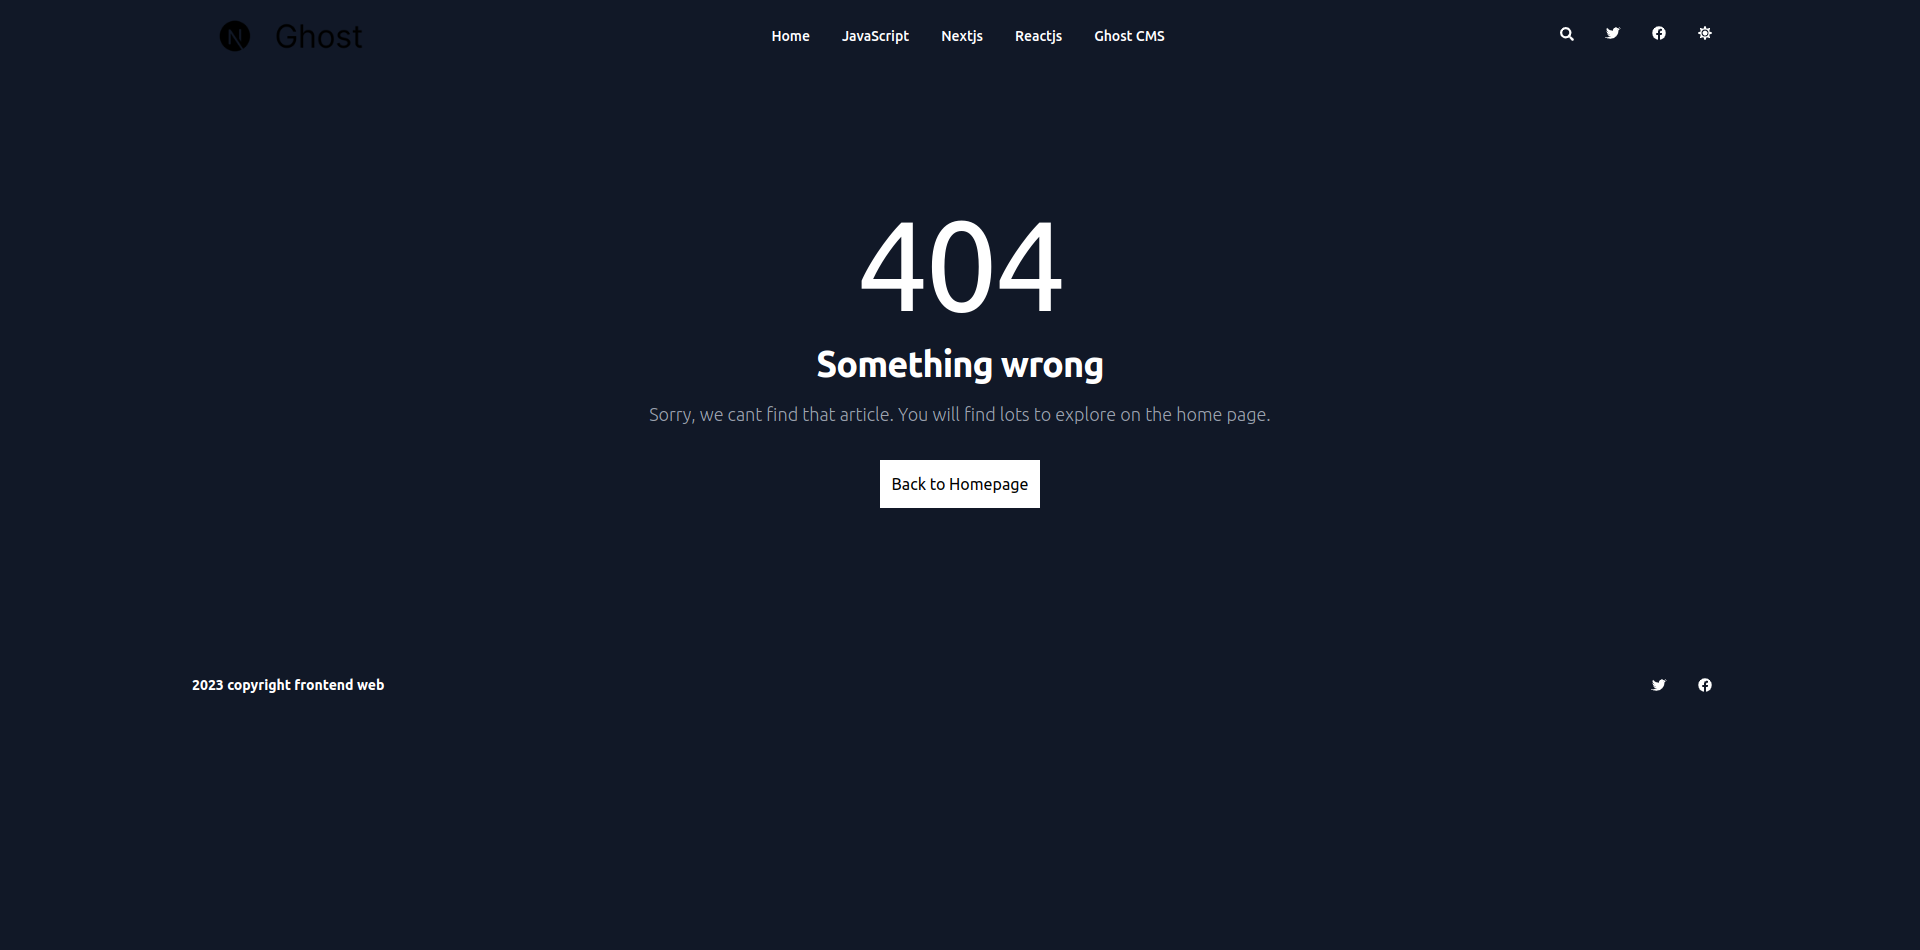 N Ghost
Home JavaScript Nextjs Reactjs Ghost CMS
404
Something wrong
Sorry, we cant find that article. You will find lots to explore on the home page.
Back to Homepage
2023 copyright frontend web